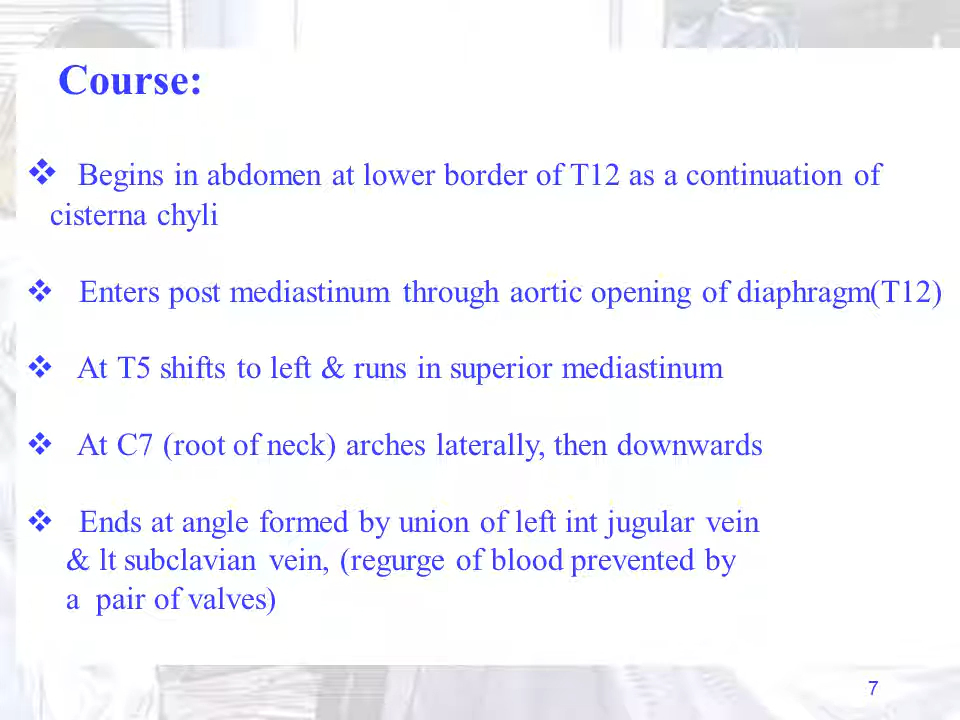 Course:
❖ Begins in abdomen at lower border of T12 as a continuation of
cisterna chyli
❖ Enters post mediastinum through aortic opening of diaphragm(T12)
❖ At T5 shifts to left & runs in superior mediastinum
❖ At C7 (root of neck) arches laterally, then downwards
❖ Ends at angle formed by union of left int jugular vein
& lt subclavian vein, (regurge of blood prevented by
a pair of valves)
7